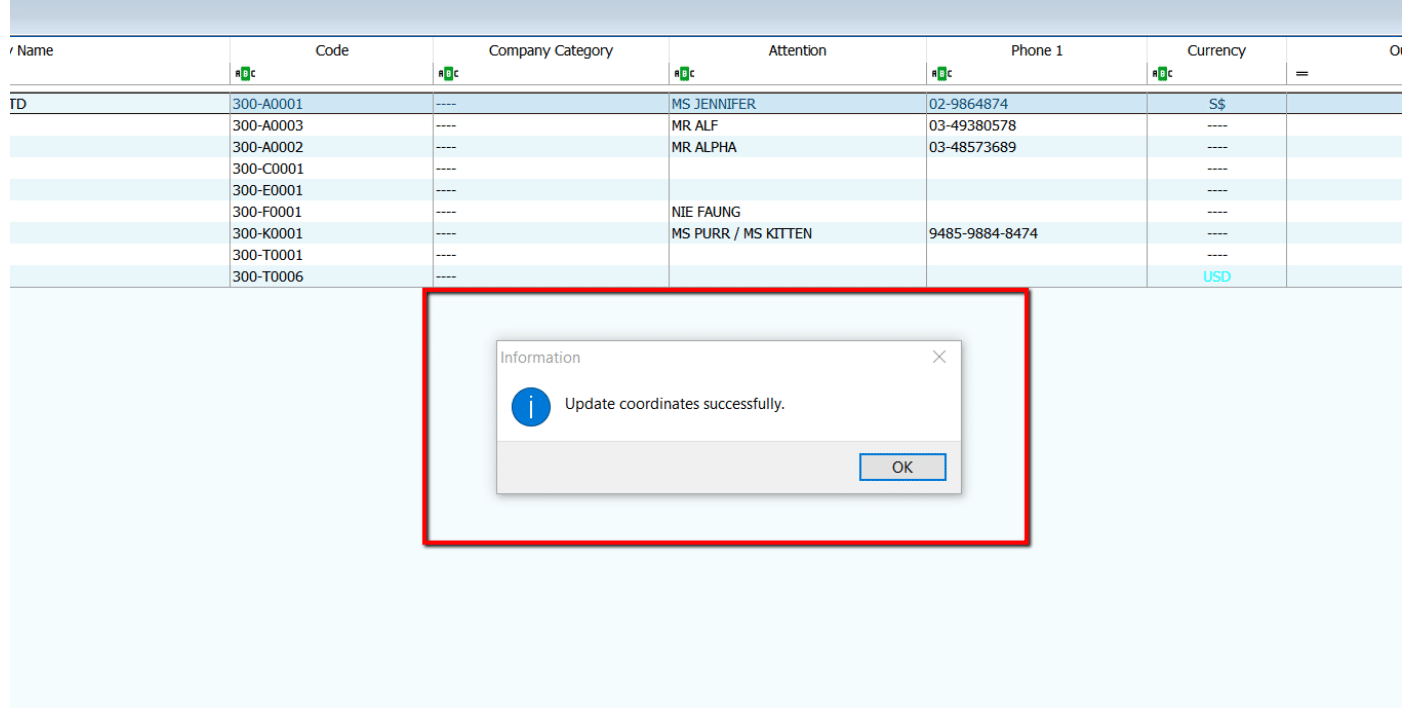 y Name Code Company Category Attention Phone 1 Currency Ou
ABC ABC ABC ABC ABC =
TD 300-A0001 ---- MS JENNIFER 02-9864874 S$
300-A0003 ---- MR ALF 03-49380578 ----
300-A0002 ---- MR ALPHA 03-48573689 ----
300-C0001 ---- ----
300-E0001 ---- ----
300-F0001 ---- NIE FAUNG ----
300-K0001 ---- MS PURR / MS KITTEN 9485-9884-8474 ----
300-T0001 ---- ----
300-T0006 ---- USD
Information
Update coordinates successfully.
OK